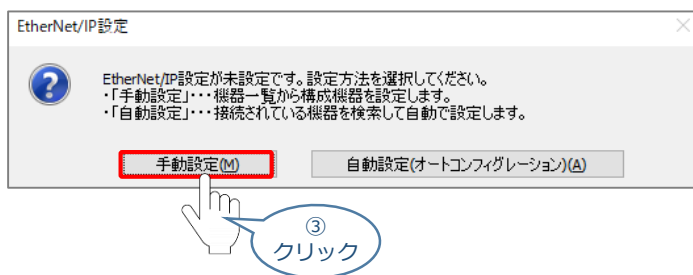 EtherNet/IP設定
EtherNet/IP設定が未設定です。設定方法を選択してください。
・「手動設定」・・・機器一覧から構成機器を設定します。
・「自動設定」・・・接続されている機器を検索して自動で設定します。
手動設定(M)
自動設定(オートコンフィグレーション)(A)
③
クリック